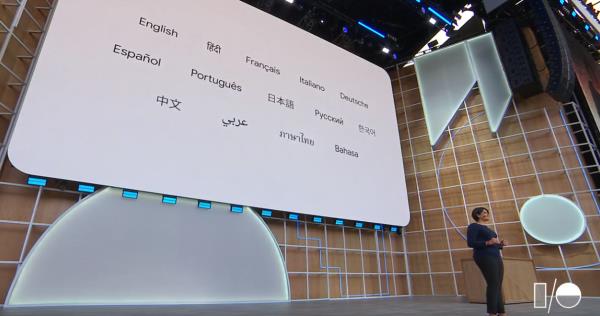 English
हिंदी
Français
Italiano
Deutsche
Español
Português
日本語
Русский
한국어
中文
عربي
ภาษาไทย
Bahasa
I/O